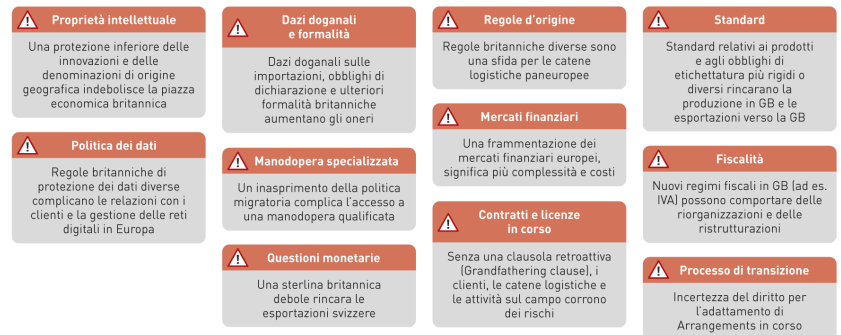 Proprietà intellettuale
Una protezione inferiore delle
innovazioni e delle
denominazioni di origine
geografica indebolisce la piazza
economica britannica
Politica dei dati
Regole britanniche di
protezione dei dati diverse
complicano le relazioni con i
clienti e la gestione delle reti
digitali in Europa
Dazi doganali
e formalità
Dazi doganali sulle
importazioni, obblighi di
dichiarazione e ulteriori
formalità britanniche
aumentano gli oneri
Manodopera specializzata
Un inasprimento della politica
migratoria complica l'accesso a
una manodopera qualificata
Questioni monetarie
Una sterlina britannica
debole rincara le
esportazioni svizzere
Regole d'origine
Regole britanniche diverse sono
una sfida per le catene
logistiche paneuropee
Mercati finanziari
Una frammentazione dei
mercati finanziari europei,
significa più complessità e costi
Contratti e licenze
in corso
Senza una clausola retroattiva
(Grandfathering clause), i
clienti, le catene logistiche e
le attività sul campo corrono
dei rischi
Standard
Standard relativi ai prodotti
e agli obblighi di
etichettatura più rigidi o
diversi rincarano la
produzione in GB e le
esportazioni verso la GB
Fiscalità
Nuovi regimi fiscali in GB (ad es.
IVA) possono comportare delle
riorganizzazioni e delle
ristrutturazioni
Processo di transizione
Incertezza del diritto per
l'adattamento di
Arrangements in corso